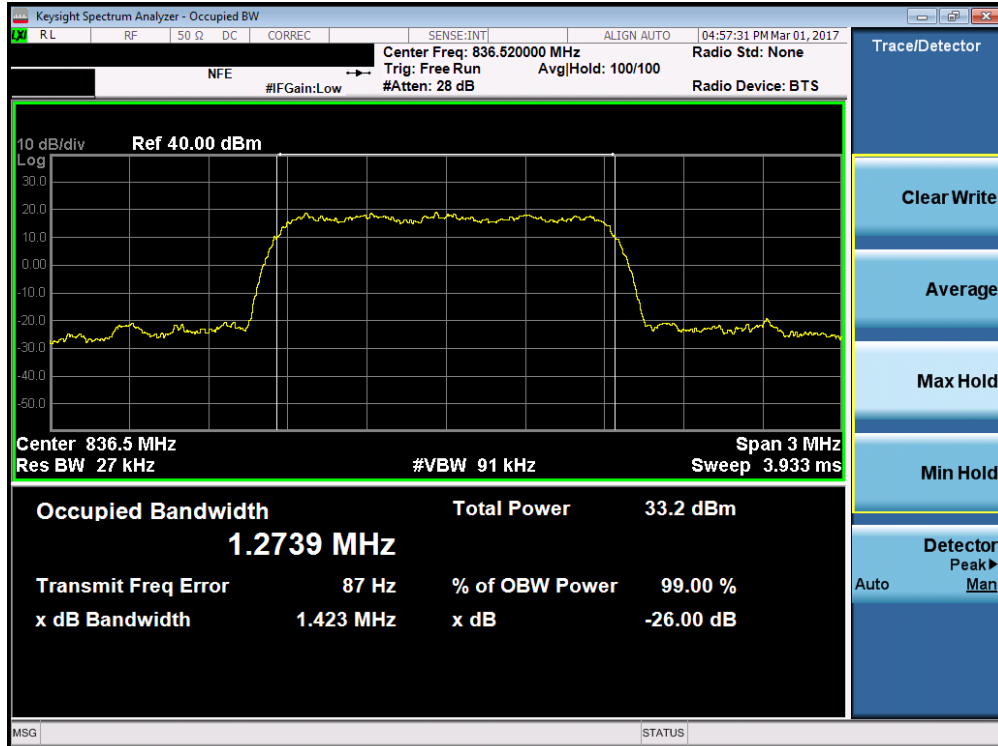 Keysight Spectrum Analyzer - Occupied BW
LXI RL RF 50 Ω DC CORREC SENSE:INT ALIGN AUTO 04:57:31 PM Mar 01, 2017
Center Freq: 836.520000 MHz Radio Std: None
NFE Trig: Free Run Avg|Hold: 100/100
#IFGain:Low #Atten: 28 dB Radio Device: BTS
Trace/Detector
10 dB/div Ref 40.00 dBm
Log
30.0
20.0
10.0
0.00
-10.0
-20.0
-30.0
-40.0
-50.0
Center 836.5 MHz Span 3 MHz
Res BW 27 kHz #VBW 91 kHz Sweep 3.933 ms
Occupied Bandwidth Total Power 33.2 dBm
1.2739 MHz
Transmit Freq Error 87 Hz % of OBW Power 99.00 %
x dB Bandwidth 1.423 MHz x dB -26.00 dB
Clear Write
Average
Max Hold
Min Hold
Detector
Peak▶
Auto Man
MSG STATUS